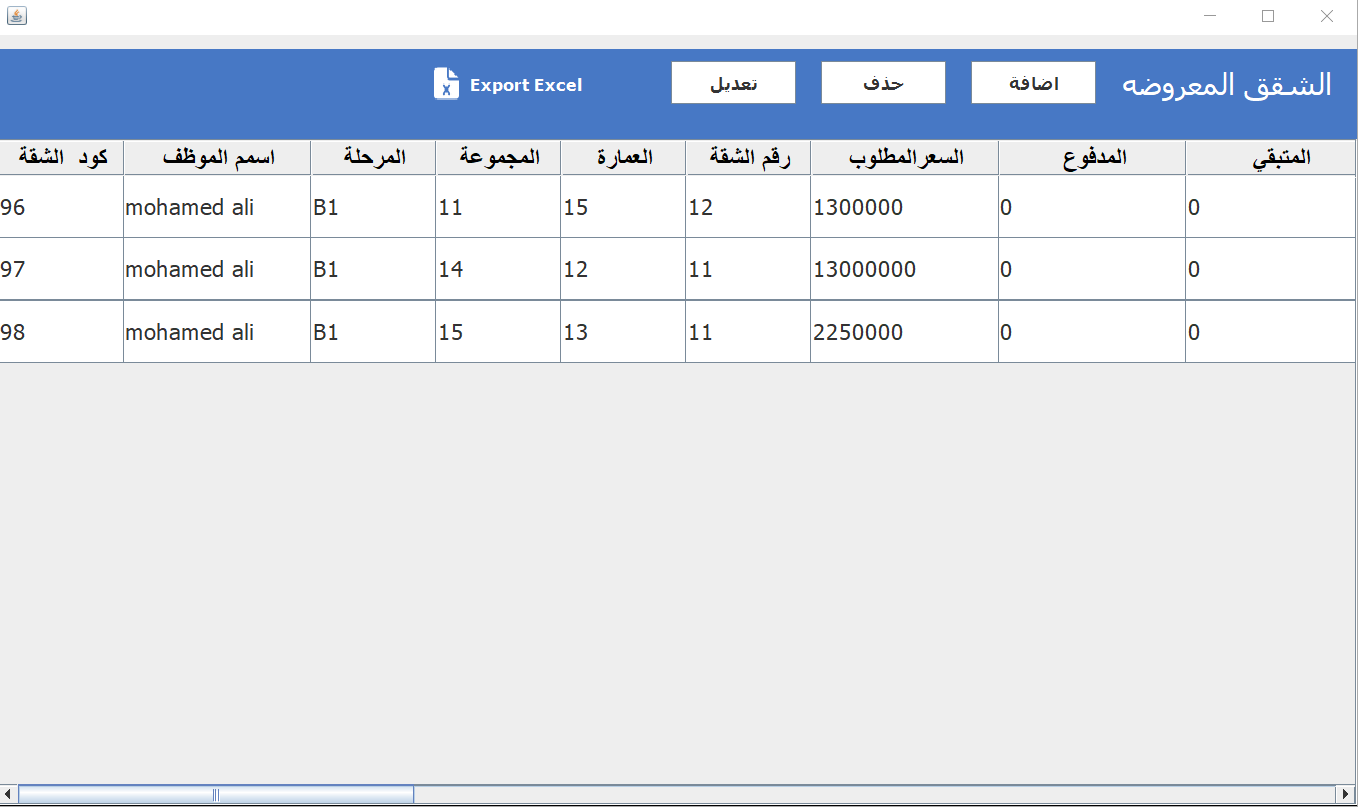 الشقق المعروضه اضافة حذف تعديل Export Excel
كود الشقة اسمم الموظف المرحلة المجموعة العمارة رقم الشقة السعرالمطلوب المدفوع المتبقي
96 mohamed ali B1 11 15 12 1300000 0 0
97 mohamed ali B1 14 12 11 13000000 0 0
98 mohamed ali B1 15 13 11 2250000 0 0